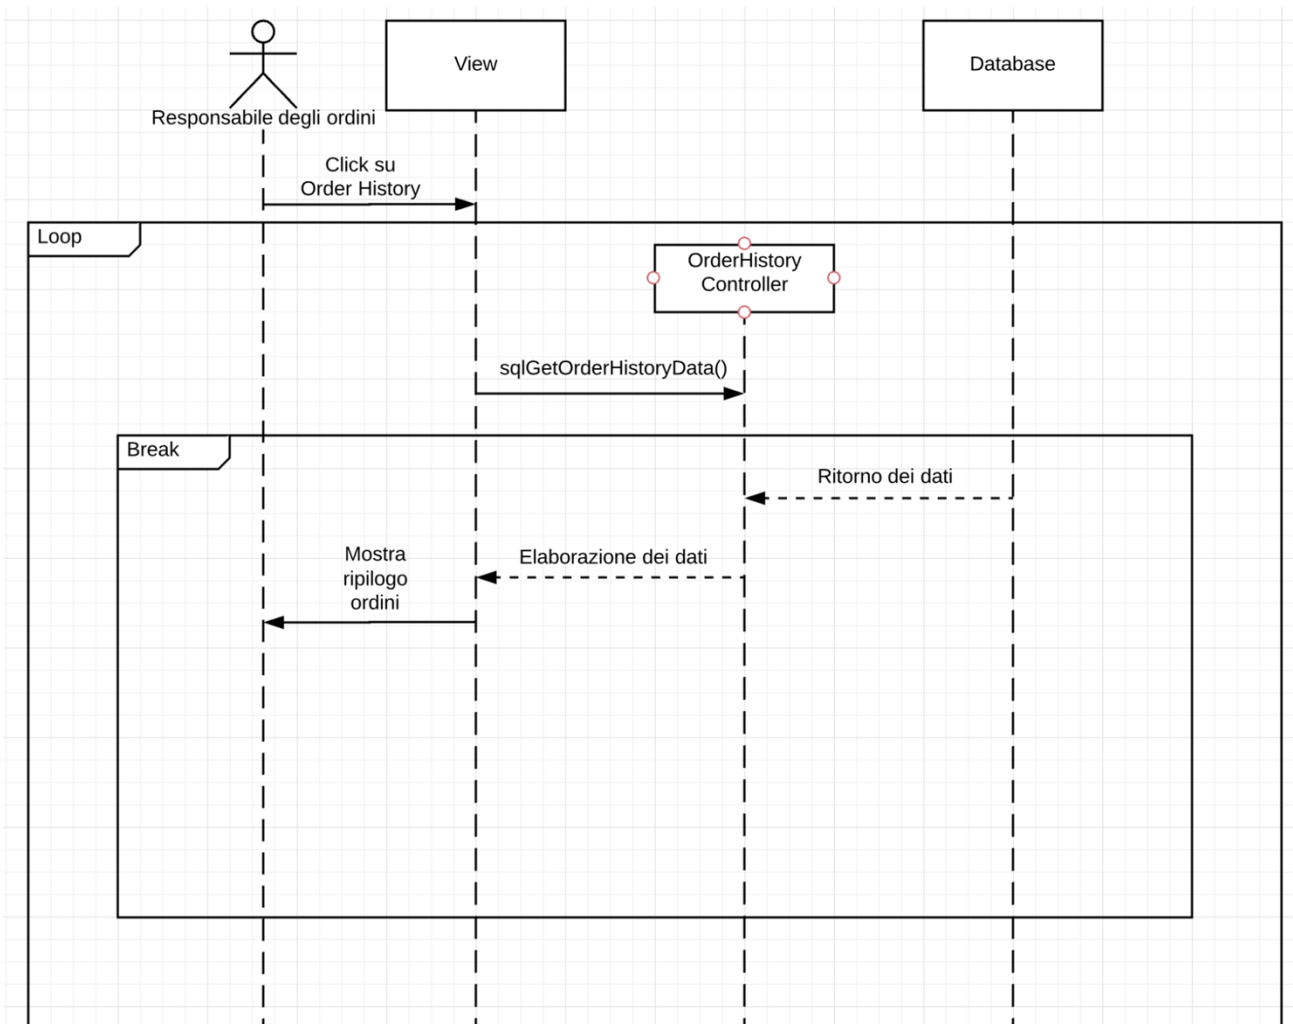 View
Database
Responsabile degli ordini
Click su
Order History
Loop
OrderHistory
Controller
sqlGetOrderHistoryData()
Break
Ritorno dei dati
Mostra
ripilogo
ordini
Elaborazione dei dati